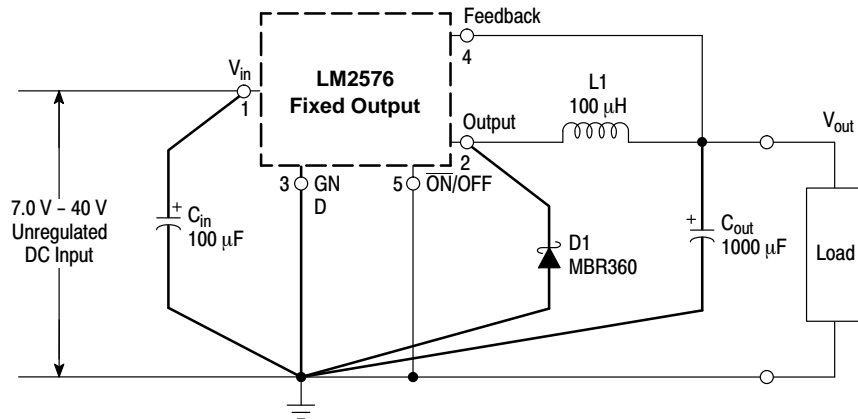 Feedback
4
V_in
1
LM2576
Fixed Output
L1
100 μH
Output
2
V_out
3
GN
D
5
O̅N̅/OFF
7.0 V – 40 V
Unregulated
DC Input
+
C_in
100 μF
D1
MBR360
+
C_out
1000 μF
Load